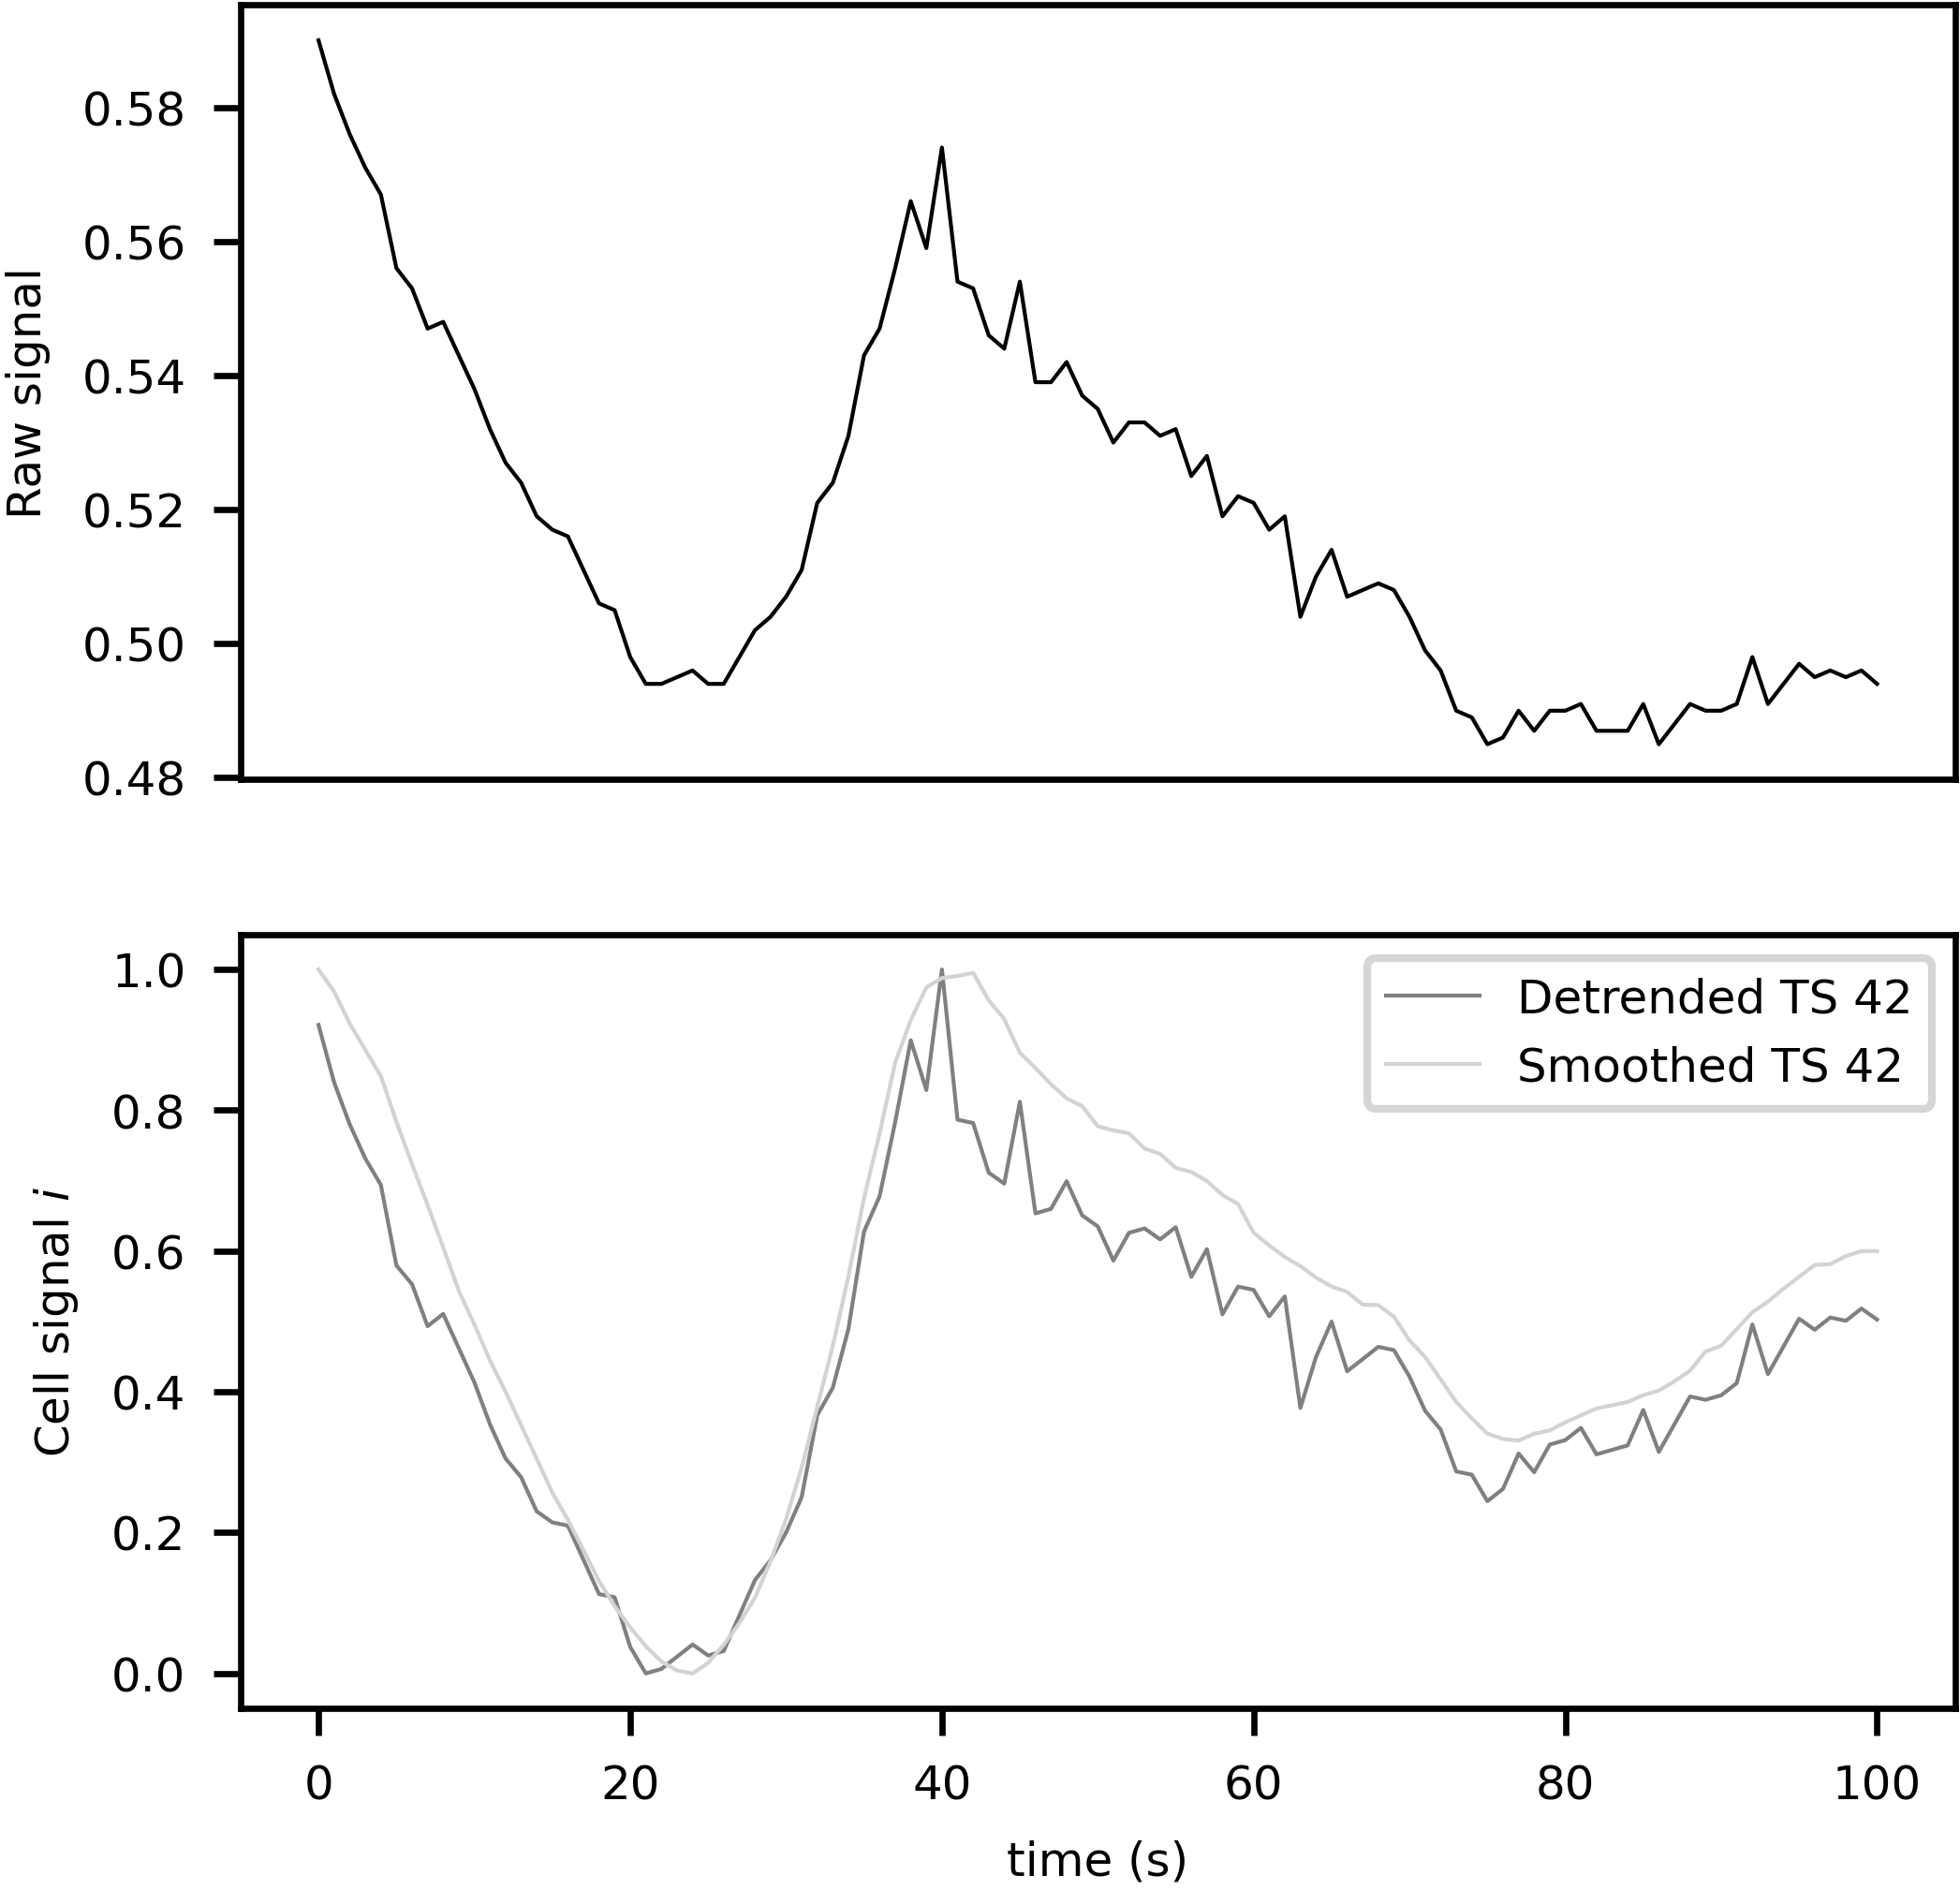 Raw signal
0.58
0.56
0.54
0.52
0.50
0.48
Cell signal i
1.0
0.8
0.6
0.4
0.2
0.0
Detrended TS 42
Smoothed TS 42
0 20 40 60 80 100
time (s)